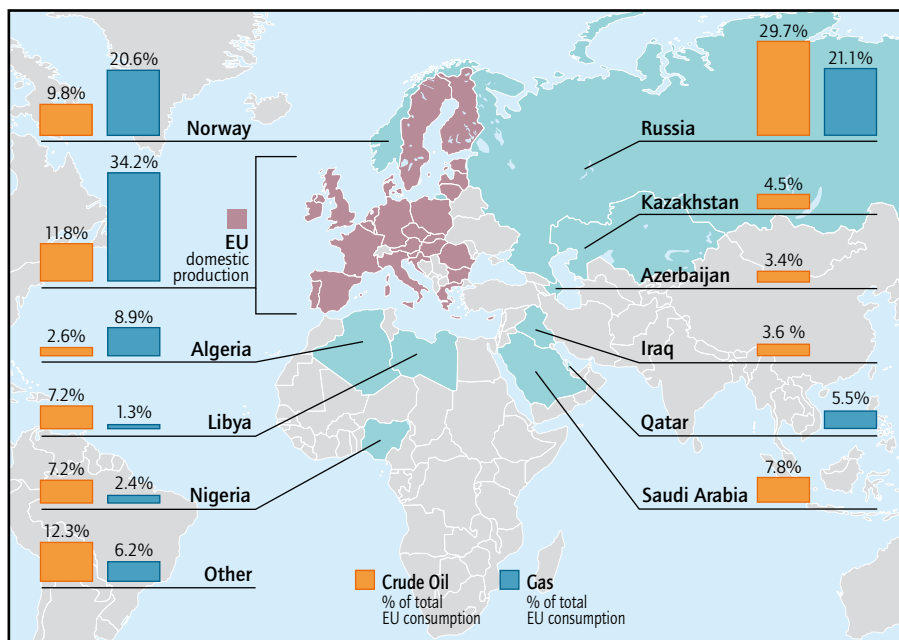 20.6%
9.8%
Norway
34.2%
11.8%
EU
domestic
production
8.9%
2.6%
Algeria
7.2%
1.3%
Libya
7.2%
2.4%
Nigeria
12.3%
6.2%
Other
29.7%
21.1%
Russia
4.5%
Kazakhstan
3.4%
Azerbaijan
3.6 %
Iraq
5.5%
Qatar
7.8%
Saudi Arabia
Crude Oil
% of total
EU consumption
Gas
% of total
EU consumption